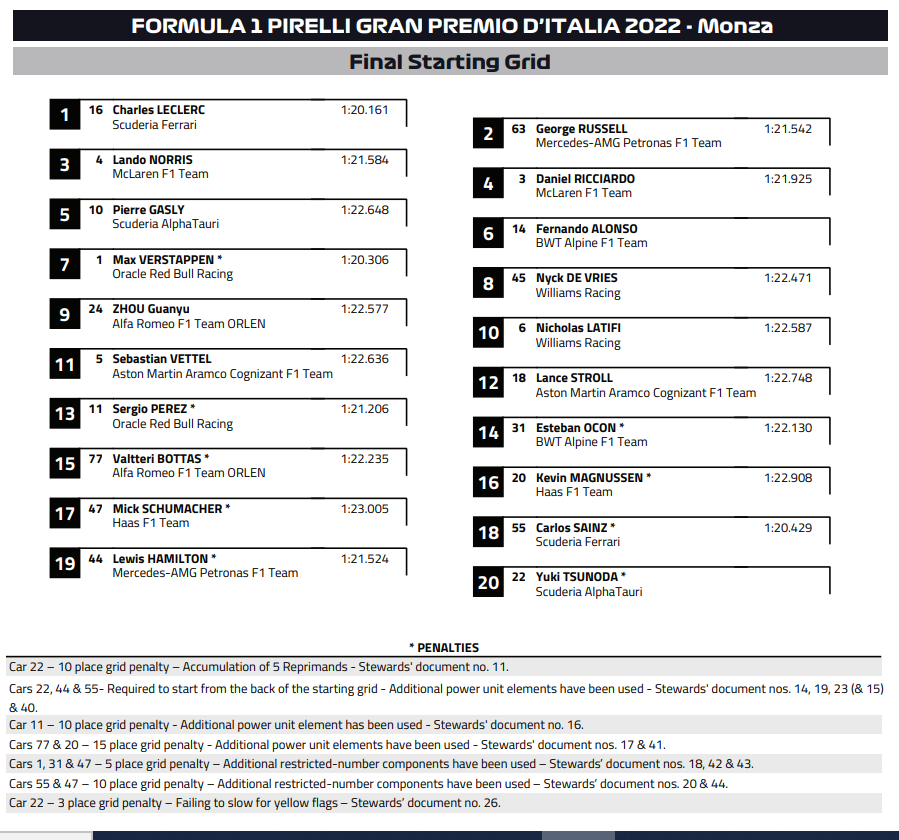 FORMULA 1 PIRELLI GRAN PREMIO D'ITALIA 2022 - Monza
Final Starting Grid
1 16 Charles LECLERC 1:20.161
Scuderia Ferrari
2 63 George RUSSELL 1:21.542
Mercedes-AMG Petronas F1 Team
3 4 Lando NORRIS 1:21.584
McLaren F1 Team
4 3 Daniel RICCIARDO 1:21.925
McLaren F1 Team
5 10 Pierre GASLY 1:22.648
Scuderia AlphaTauri
6 14 Fernando ALONSO
BWT Alpine F1 Team
7 1 Max VERSTAPPEN * 1:20.306
Oracle Red Bull Racing
8 45 Nyck DE VRIES 1:22.471
Williams Racing
9 24 ZHOU Guanyu 1:22.577
Alfa Romeo F1 Team ORLEN
10 6 Nicholas LATIFI 1:22.587
Williams Racing
11 5 Sebastian VETTEL 1:22.636
Aston Martin Aramco Cognizant F1 Team
12 18 Lance STROLL 1:22.748
Aston Martin Aramco Cognizant F1 Team
13 11 Sergio PEREZ * 1:21.206
Oracle Red Bull Racing
14 31 Esteban OCON * 1:22.130
BWT Alpine F1 Team
15 77 Valtteri BOTTAS * 1:22.235
Alfa Romeo F1 Team ORLEN
16 20 Kevin MAGNUSSEN * 1:22.908
Haas F1 Team
17 47 Mick SCHUMACHER * 1:23.005
Haas F1 Team
18 55 Carlos SAINZ * 1:20.429
Scuderia Ferrari
19 44 Lewis HAMILTON * 1:21.524
Mercedes-AMG Petronas F1 Team
20 22 Yuki TSUNODA *
Scuderia AlphaTauri
* PENALTIES
Car 22 – 10 place grid penalty – Accumulation of 5 Reprimands - Stewards' document no. 11.
Cars 22, 44 & 55- Required to start from the back of the starting grid - Additional power unit elements have been used - Stewards' document nos. 14, 19, 23 (& 15)
& 40.
Car 11 – 10 place grid penalty - Additional power unit element has been used - Stewards' document no. 16.
Cars 77 & 20 – 15 place grid penalty - Additional power unit elements have been used - Stewards' document nos. 17 & 41.
Cars 1, 31 & 47 – 5 place grid penalty – Additional restricted-number components have been used – Stewards' document nos. 18, 42 & 43.
Cars 55 & 47 – 10 place grid penalty – Additional restricted-number components have been used – Stewards' document nos. 20 & 44.
Car 22 – 3 place grid penalty – Failing to slow for yellow flags – Stewards' document no. 26.